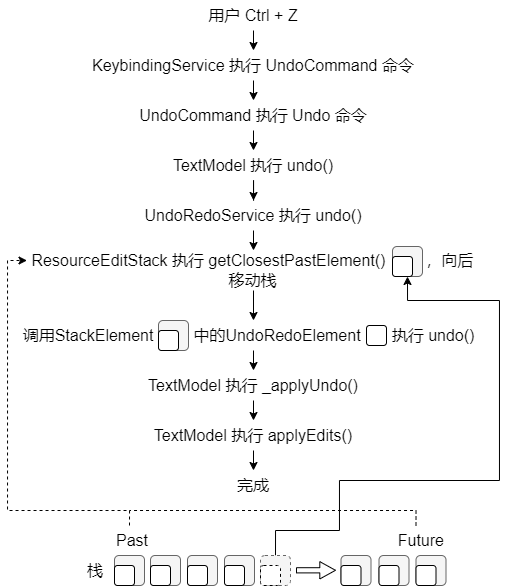 用户 Ctrl + Z
KeybindingService 执行 UndoCommand 命令
UndoCommand 执行 Undo 命令
TextModel 执行 undo()
UndoRedoService 执行 undo()
ResourceEditStack 执行 getClosestPastElement() ，向后
移动栈
调用StackElement 中的UndoRedoElement 执行 undo()
TextModel 执行 _applyUndo()
TextModel 执行 applyEdits()
完成
Past Future
栈